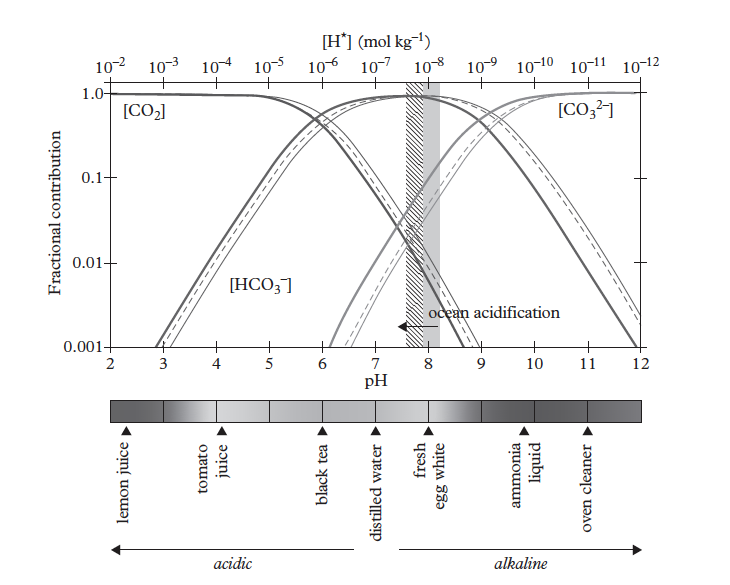 [H*] (mol kg⁻¹)
10⁻² 10⁻³ 10⁻⁴ 10⁻⁵ 10⁻⁶ 10⁻⁷ 10⁻⁸ 10⁻⁹ 10⁻¹⁰ 10⁻¹¹ 10⁻¹²
1.0
[CO₂]
[CO₃²⁻]
Fractional contribution
0.1
0.01
[HCO₃⁻]
ocean acidification
0.001
2 3 4 5 6 7 8 9 10 11 12
pH
lemon juice
tomato
juice
black tea
distilled water
fresh
egg white
ammonia
liquid
oven cleaner
acidic
alkaline